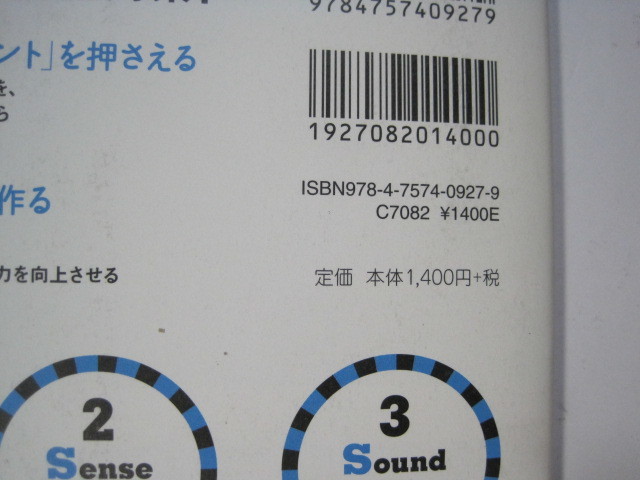 9784757409279
ント」を押さえる
を、
ら
1927082014000
ISBN978-4-7574-0927-9
C7082 ¥1400E
作る
力を向上させる
定価 本体1,400円+税
2
Sense
3
Sound